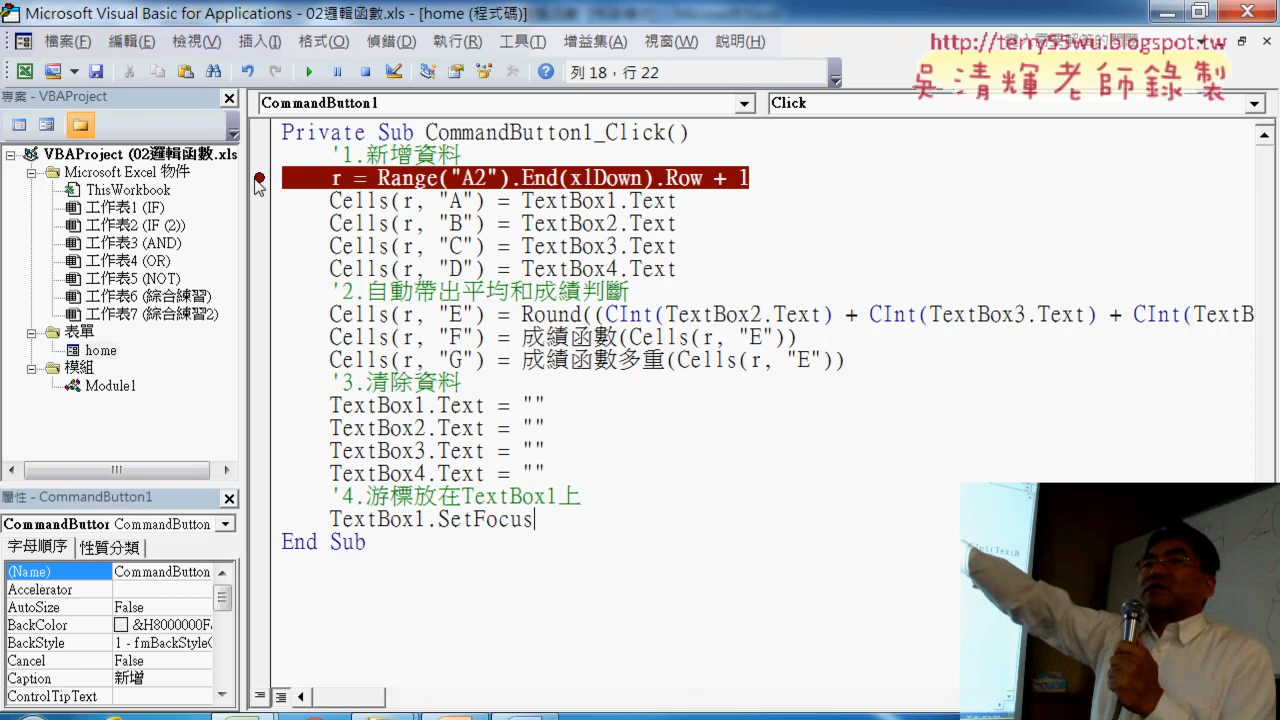 Microsoft Visual Basic for Applications - 02邏輯函數.xls - [home (程式碼)]
檔案(F) 編輯(E) 檢視(V) 插入(I) 格式(O) 偵錯(D) 執行(R) 工具(T) 增益集(A) 視窗(W) 說明(H)
http://terry55wu.blogspot.tw
吳清輝老師錄製
列 18，行 22
專案 - VBAProject
CommandButton1
Click
VBAProject (02邏輯函數.xls
Microsoft Excel 物件
ThisWorkbook
工作表1 (IF)
工作表2 (IF (2))
工作表3 (AND)
工作表4 (OR)
工作表5 (NOT)
工作表6 (綜合練習)
工作表7 (綜合練習2)
表單
home
模組
Module1
Private Sub CommandButton1_Click()
'1.新增資料
r = Range("A2").End(xlDown).Row + 1
Cells(r, "A") = TextBox1.Text
Cells(r, "B") = TextBox2.Text
Cells(r, "C") = TextBox3.Text
Cells(r, "D") = TextBox4.Text
'2.自動帶出平均和成績判斷
Cells(r, "E") = Round((CInt(TextBox2.Text) + CInt(TextBox3.Text) + CInt(TextB
Cells(r, "F") = 成績函數(Cells(r, "E"))
Cells(r, "G") = 成績函數多重(Cells(r, "E"))
'3.清除資料
TextBox1.Text = ""
TextBox2.Text = ""
TextBox3.Text = ""
TextBox4.Text = ""
'4.游標放在TextBox1上
TextBox1.SetFocus
End Sub
屬性 - CommandButton1
CommandButton1 CommandButton
字母順序 性質分類
(Name) CommandButton
Accelerator
AutoSize False
BackColor &H8000000F
BackStyle 1 - fmBackStyleO
Cancel False
Caption 新增
ControlTipText